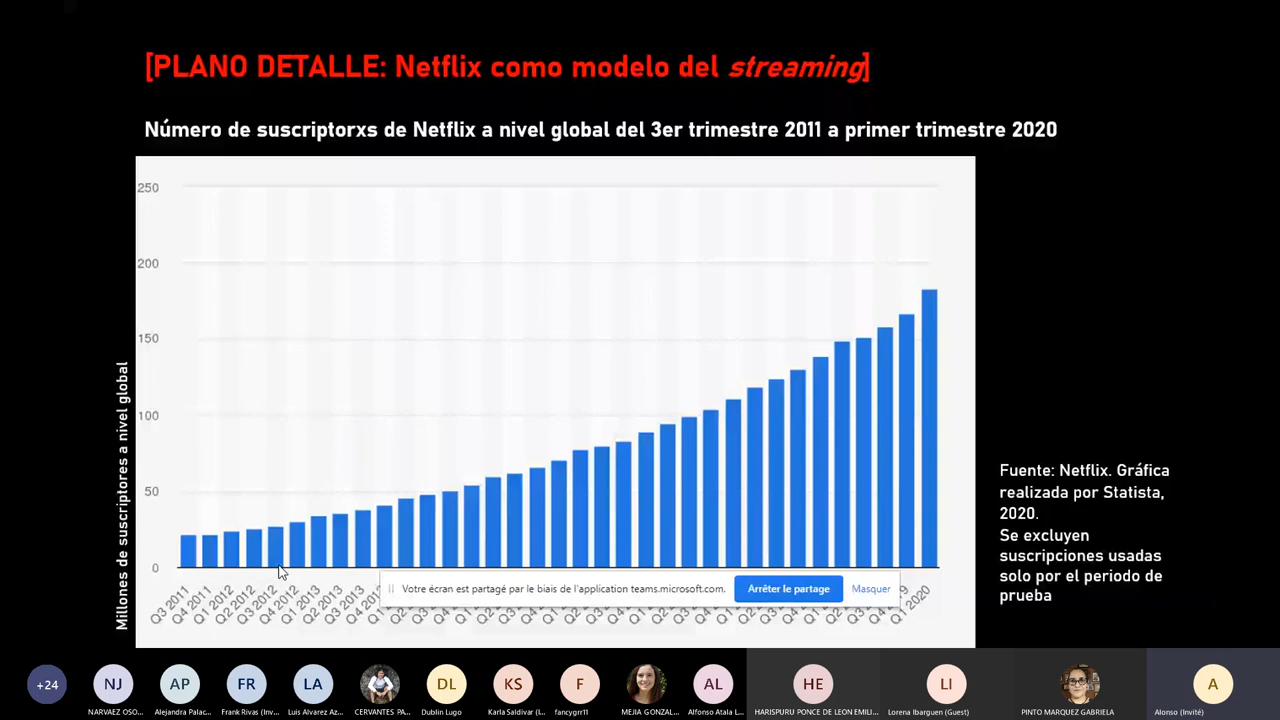 [PLANO DETALLE: Netflix como modelo del streaming]
Número de suscriptorxs de Netflix a nivel global del 3er trimestre 2011 a primer trimestre 2020
Millones de suscriptores a nivel global
250
200
150
100
50
0
Q3 2011
Q4 2011
Q1 2012
Q2 2012
Q3 2012
Q4 2012
Q1 2013
Q2 2013
Q3 2013
Q1 2020
Votre écran est partagé par le biais de l'application teams.microsoft.com.
Arrêter le partage
Masquer
Fuente: Netflix. Gráfica
realizada por Statista,
2020.
Se excluyen
suscripciones usadas
solo por el periodo de
prueba
+24
NJ
AP
FR
LA
DL
KS
F
AL
HE
LI
A
NARVAEZ OSO...
Alejandra Palac...
Frank Rivas (Inv...
Luis Alvarez Az...
CERVANTES PA...
Dublin Lugo
Karla Saldivar (I...
fancygrr11
MEJIA GONZAL...
Alfonso Atala L...
HARISPURU PONCE DE LEON EMILI...
Lorena Ibarguen (Guest)
PINTO MARQUEZ GABRIELA
Alonso (Invité)